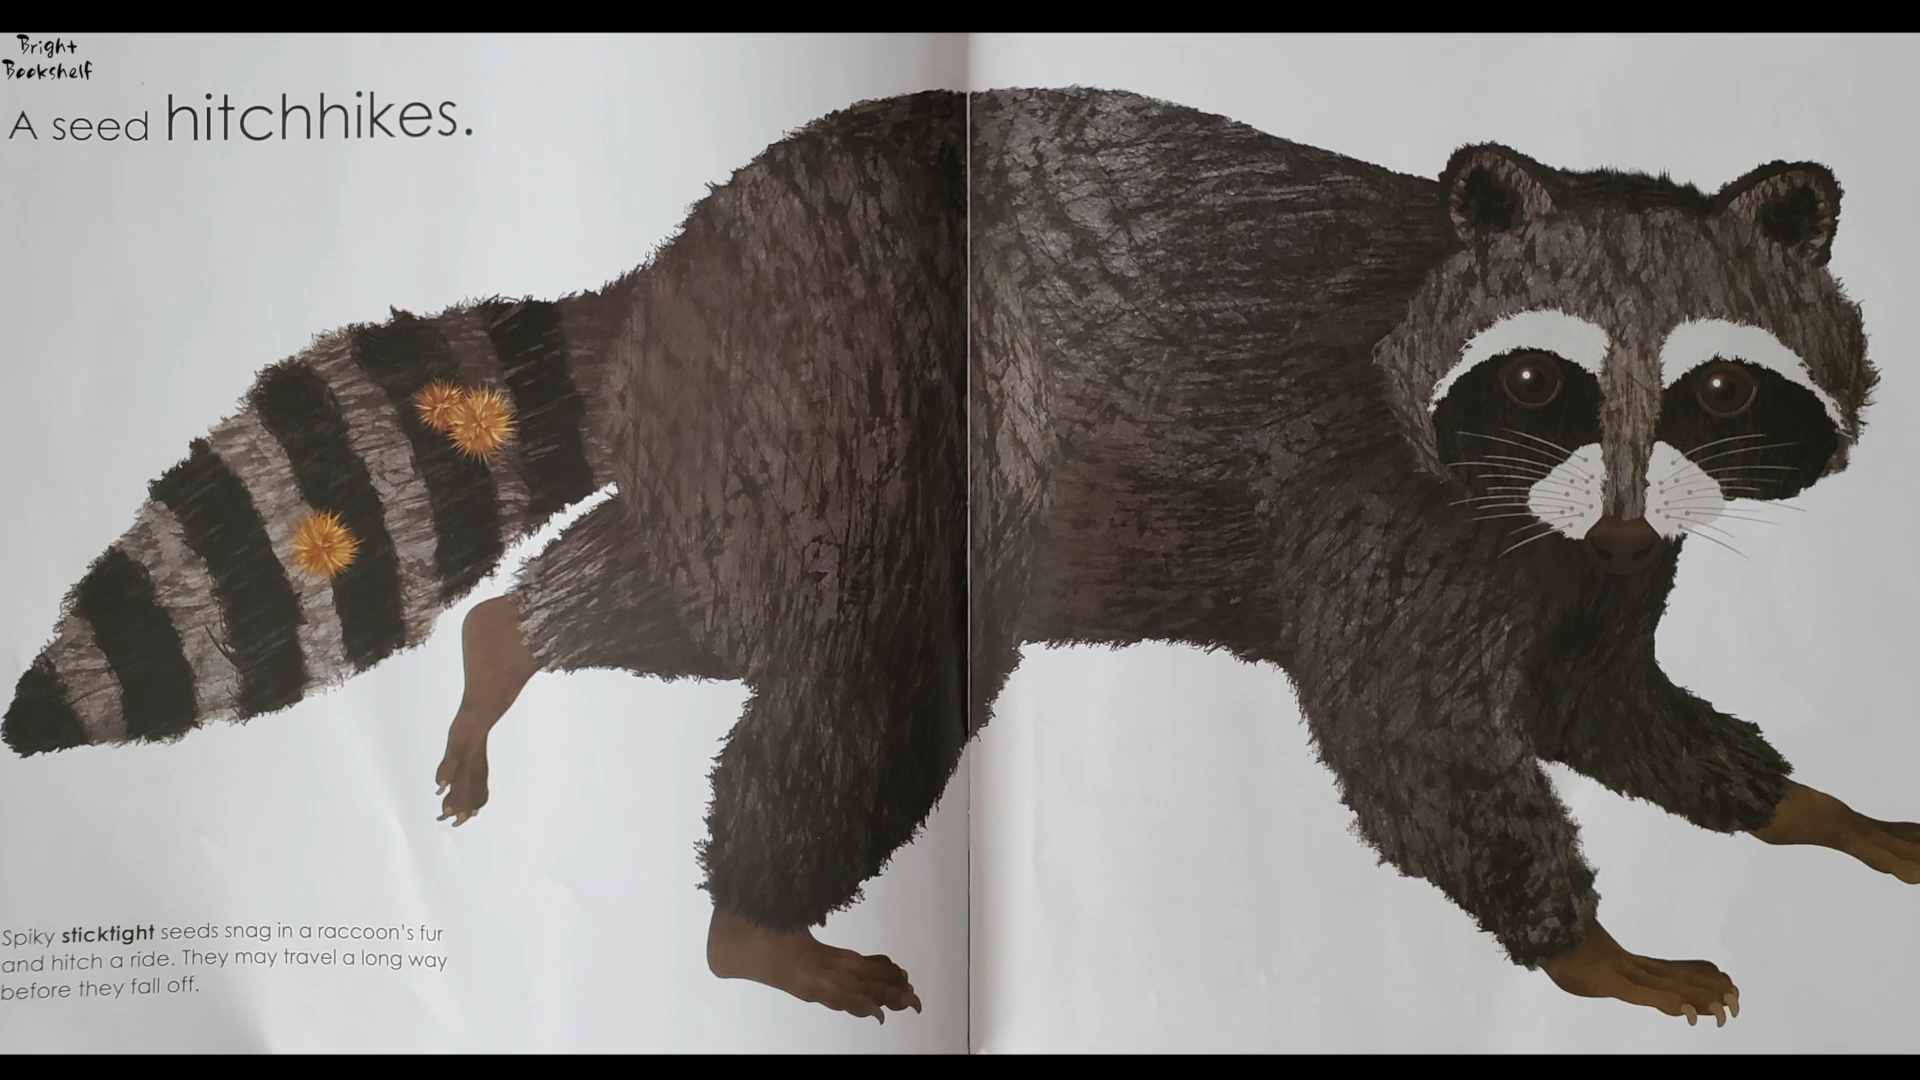 Bright
Bookshelf
A seed hitchhikes.
Spiky sticktight seeds snag in a raccoon's fur
and hitch a ride. They may travel a long way
before they fall off.